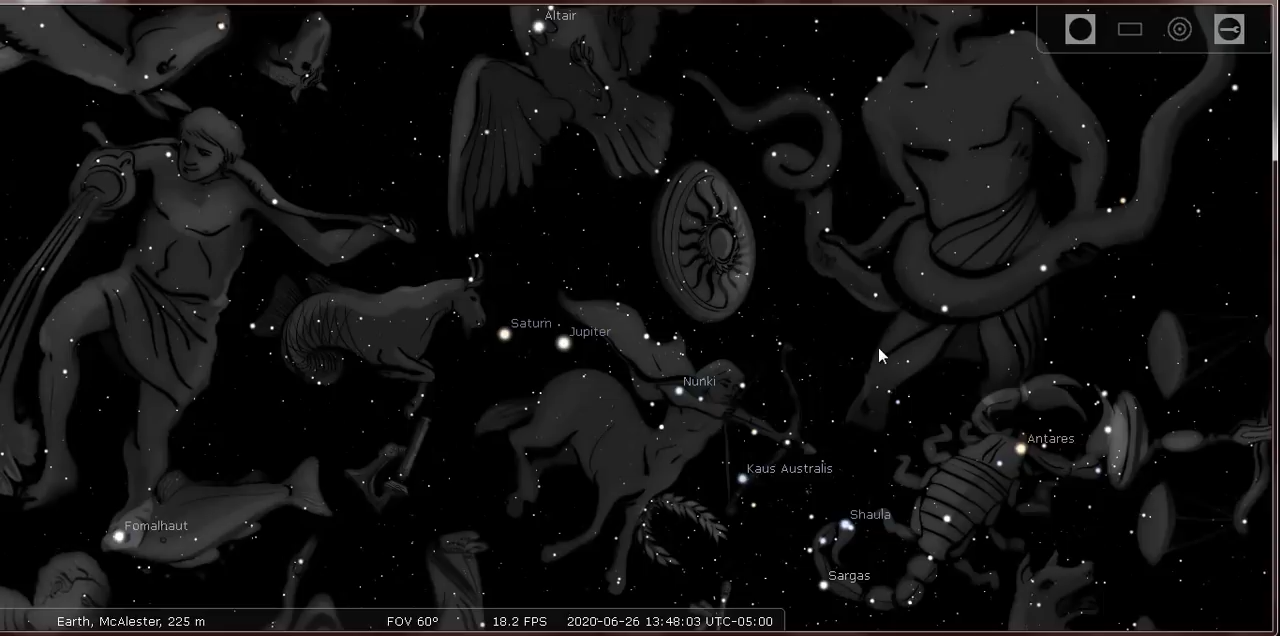 Altair
Saturn
Jupiter
Nunki
Antares
Kaus Australis
Shaula
Fomalhaut
Sargas
Earth, McAlester, 225 m FOV 60° 18.2 FPS 2020-06-26 13:48:03 UTC-05:00